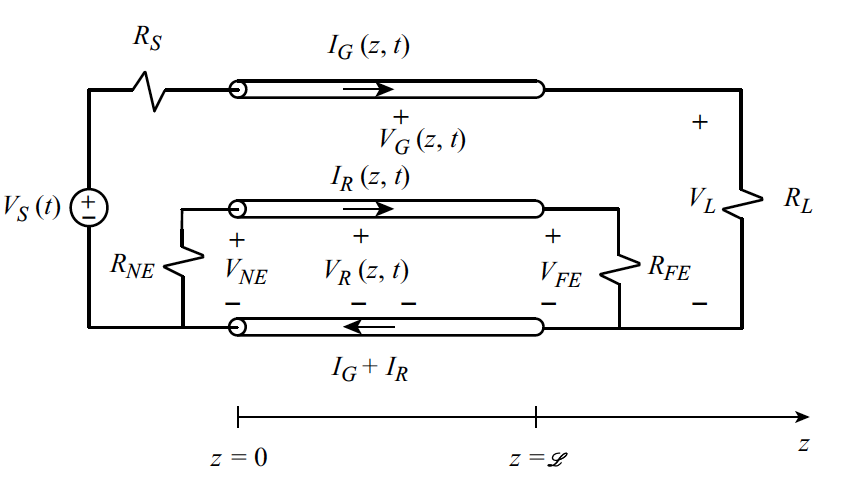 R_S
I_G (z, t)
+
V_G (z, t)
+
I_R (z, t)
V_S (t)
+
−
V_L
R_L
+
+
+
R_NE
V_NE
V_R (z, t)
V_FE
R_FE
−
− −
−
−
I_G + I_R
z
z = 0
z = ℒ